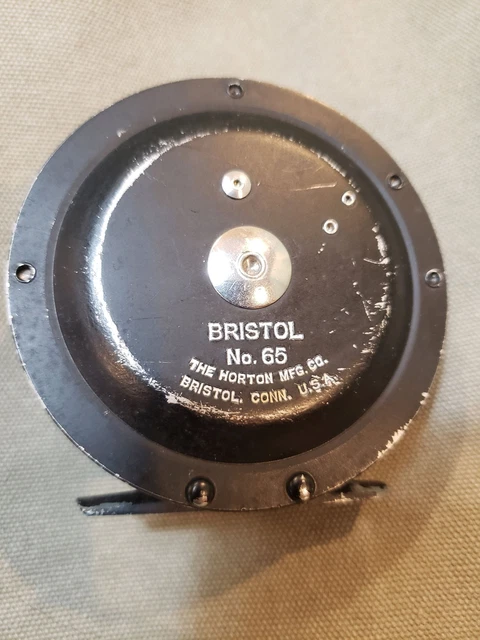 BRISTOL
No. 65
THE HORTON MFG. CO.
BRISTOL, CONN. U.S.A.